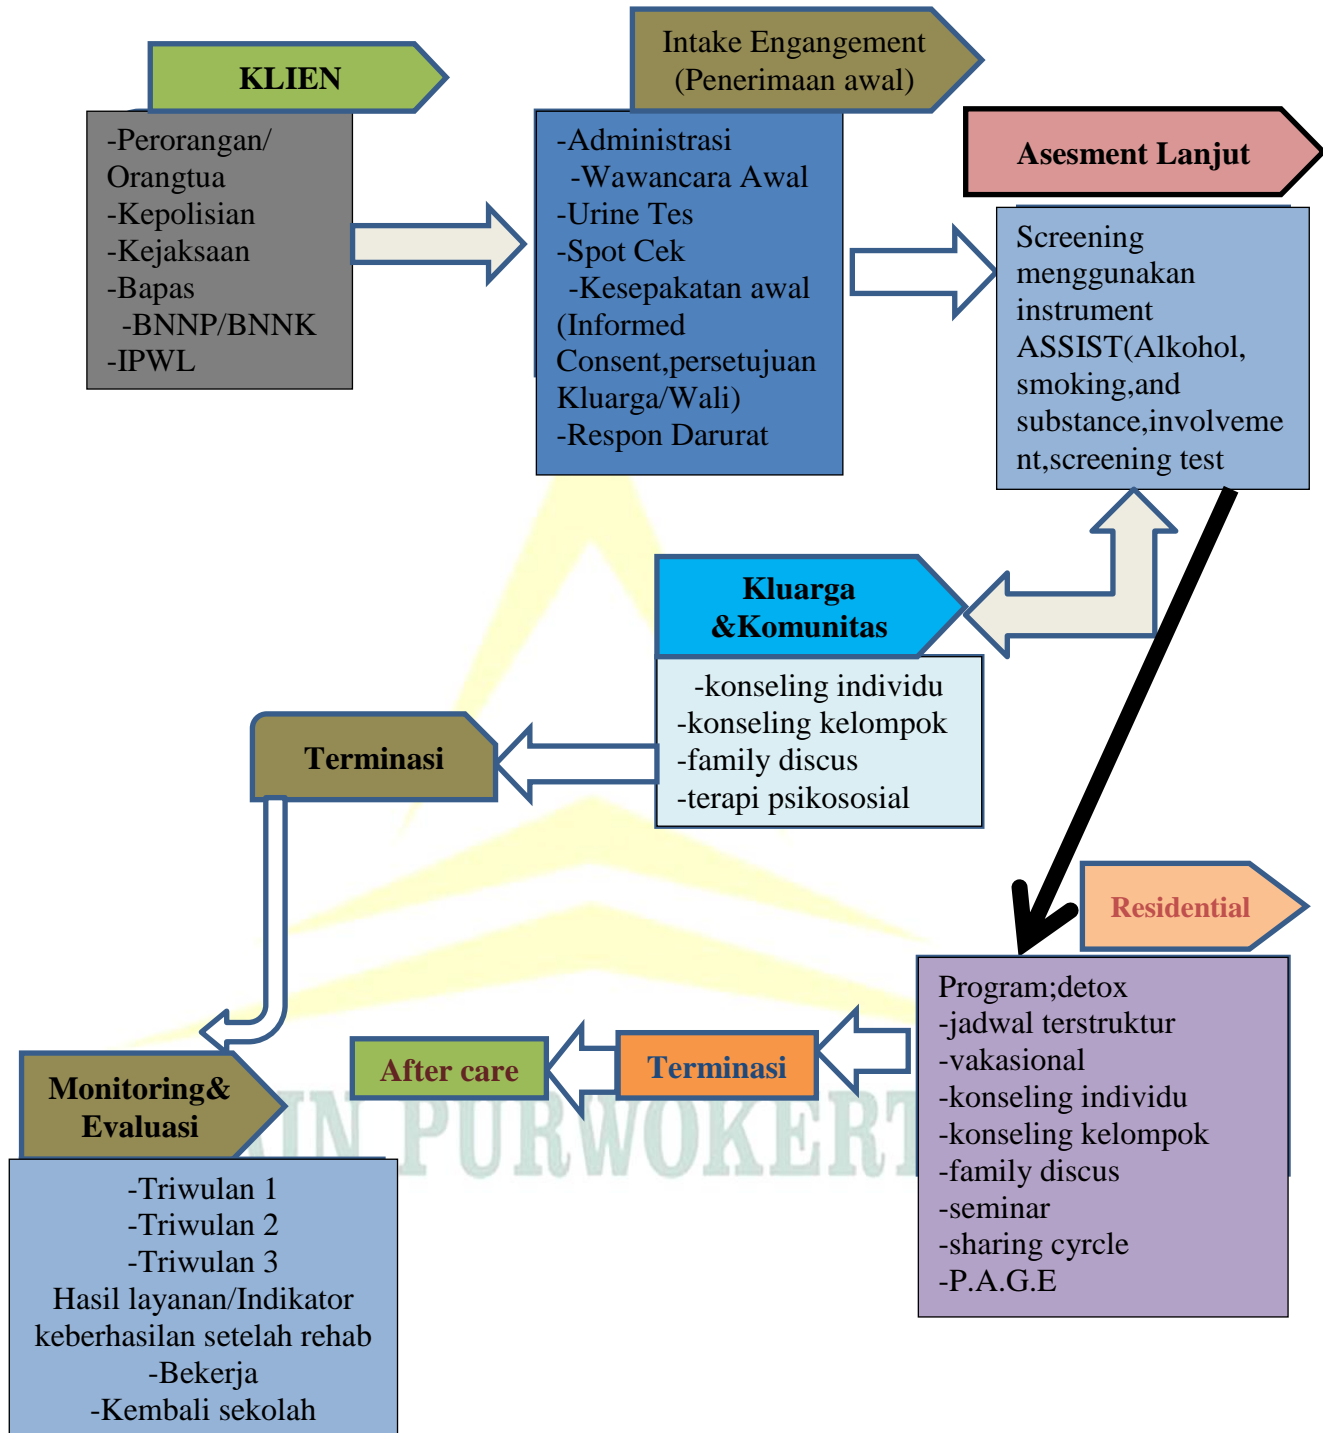 KLIEN
-Perorangan/
Orangtua
-Kepolisian
-Kejaksaan
-Bapas
-BNNP/BNNK
-IPWL
Intake Engangement
(Penerimaan awal)
-Administrasi
-Wawancara Awal
-Urine Tes
-Spot Cek
-Kesepakatan awal
(Informed
Consent,persetujuan
Kluarga/Wali)
-Respon Darurat
Asesment Lanjut
Screening
menggunakan
instrument
ASSIST(Alkohol,
smoking,and
substance,involveme
nt,screening test
Kluarga
&Komunitas
-konseling individu
-konseling kelompok
-family discus
-terapi psikososial
Terminasi
Residential
Program;detox
-jadwal terstruktur
-vakasional
-konseling individu
-konseling kelompok
-family discus
-seminar
-sharing cyrcle
-P.A.G.E
Terminasi
After care
Monitoring&
Evaluasi
-Triwulan 1
-Triwulan 2
-Triwulan 3
Hasil layanan/Indikator
keberhasilan setelah rehab
-Bekerja
-Kembali sekolah
PURWOKERT